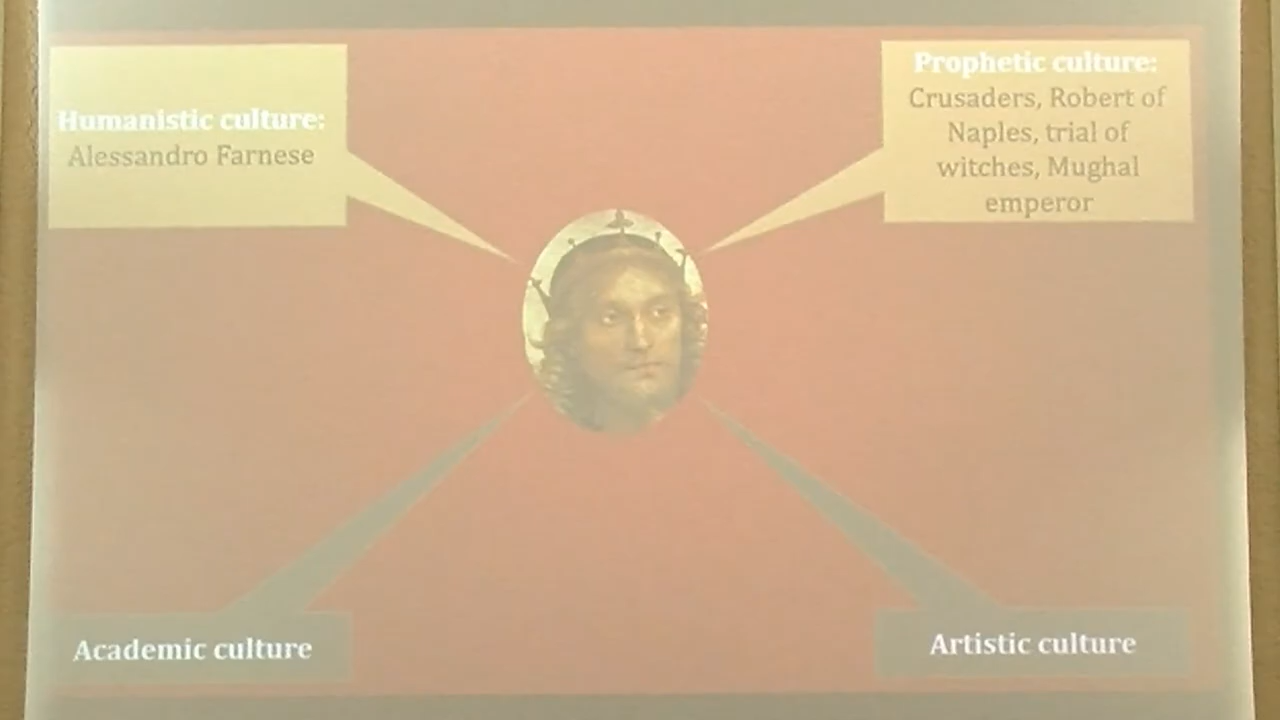 Humanistic culture:
Alessandro Farnese
Prophetic culture:
Crusaders, Robert of
Naples, trial of
witches, Mughal
emperor
Academic culture
Artistic culture